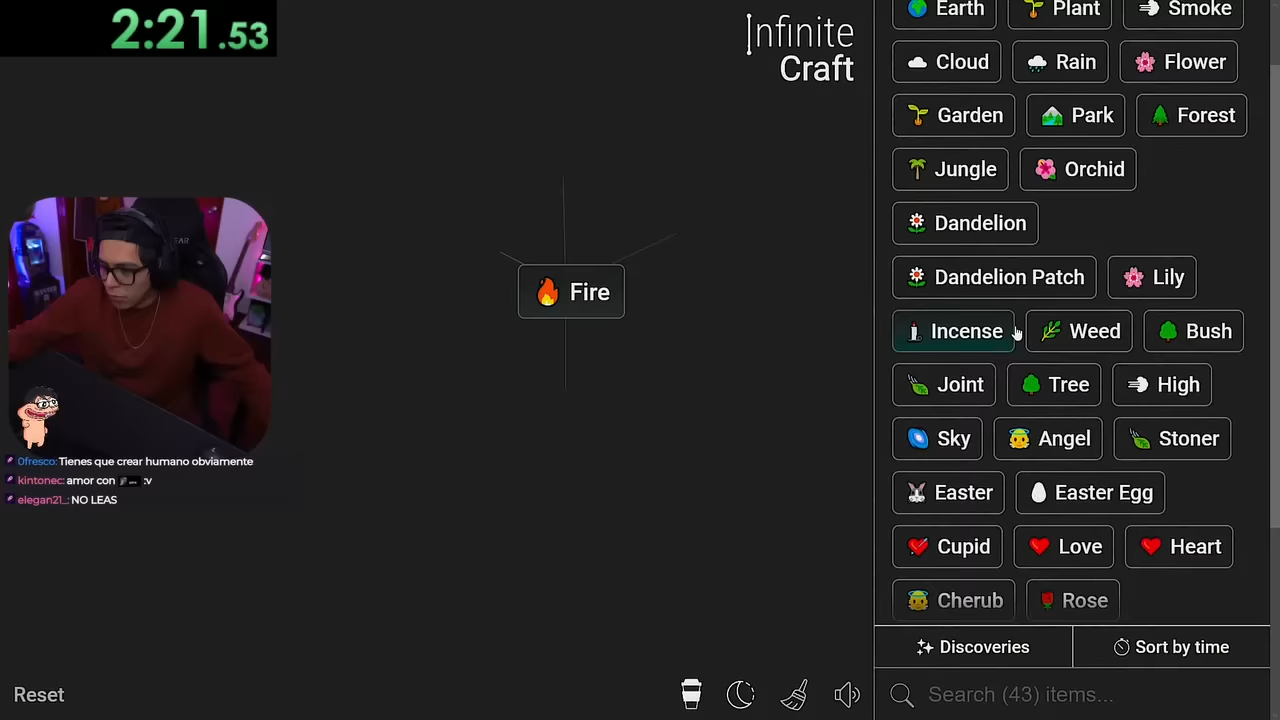 2:21.53
Infinite
Craft
Earth
Plant
Smoke
Cloud
Rain
Flower
Garden
Park
Forest
Jungle
Orchid
Dandelion
Dandelion Patch
Lily
Fire
Incense
Weed
Bush
Joint
Tree
High
Sky
Angel
Stoner
0fresco: Tienes que crear humano obviamente
kintonec: amor con :v
elegan21_: NO LEAS
Easter
Easter Egg
Cupid
Love
Heart
Cherub
Rose
Discoveries
Sort by time
Reset
Search (43) items...